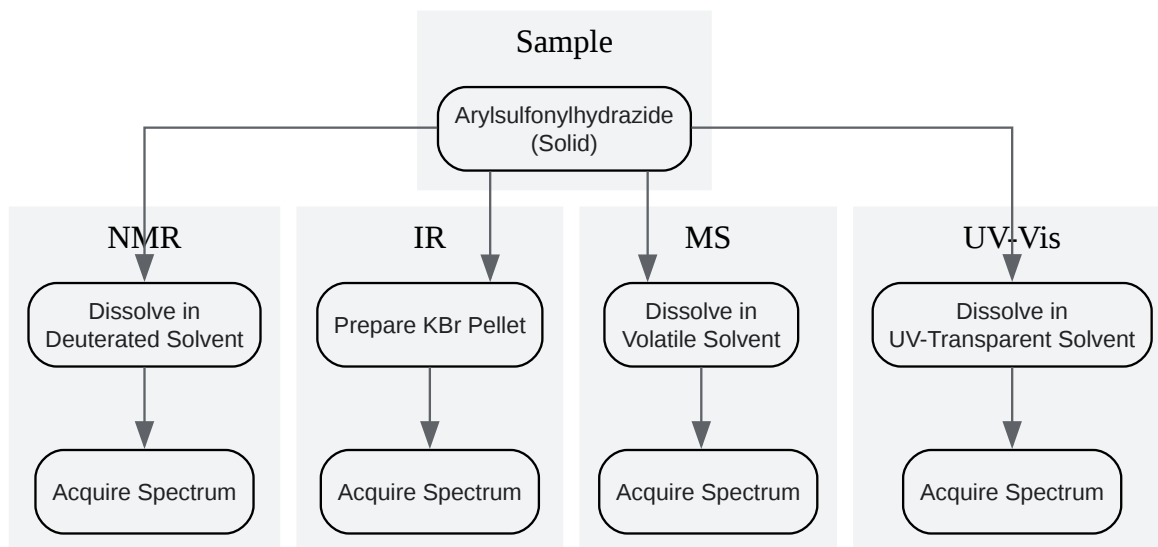 Sample
Arylsulfonylhydrazide
(Solid)
NMR
IR
MS
UV-Vis
Dissolve in
Deuterated Solvent
Prepare KBr Pellet
Dissolve in
Volatile Solvent
Dissolve in
UV-Transparent Solvent
Acquire Spectrum
Acquire Spectrum
Acquire Spectrum
Acquire Spectrum